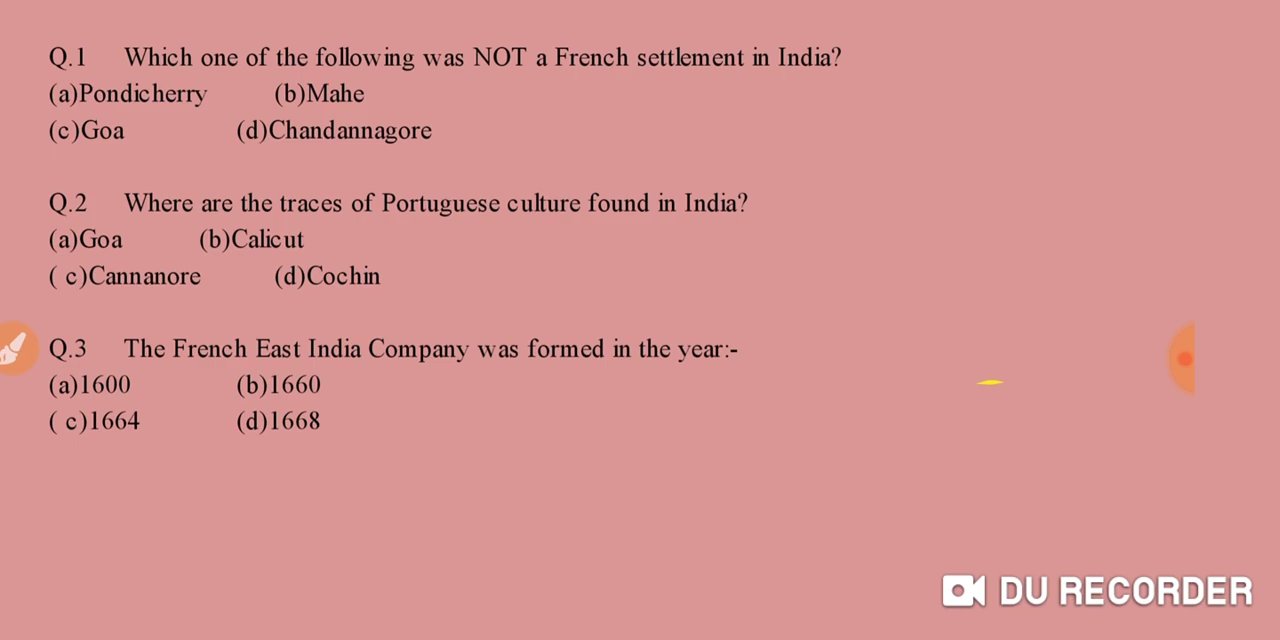 Q.1 Which one of the following was NOT a French settlement in India?
(a)Pondicherry (b)Mahe
(c)Goa (d)Chandannagore
Q.2 Where are the traces of Portuguese culture found in India?
(a)Goa (b)Calicut
( c)Cannanore (d)Cochin
Q.3 The French East India Company was formed in the year:-
(a)1600 (b)1660
( c)1664 (d)1668
DU RECORDER